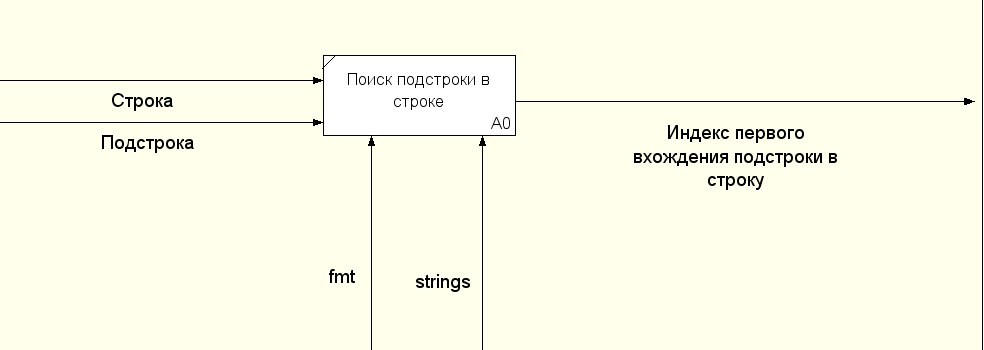 Поиск подстроки в
строке
A0
Строка
Подстрока
Индекс первого
вхождения подстроки в
строку
fmt
strings